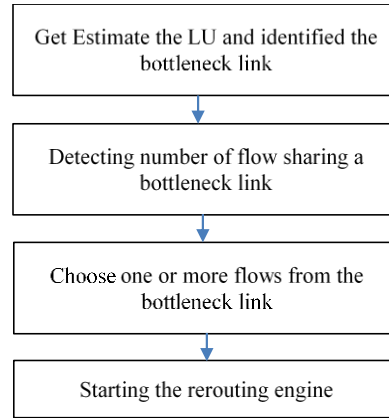 Get Estimate the LU and identified the
bottleneck link
Detecting number of flow sharing a
bottleneck link
Choose one or more flows from the
bottleneck link
Starting the rerouting engine